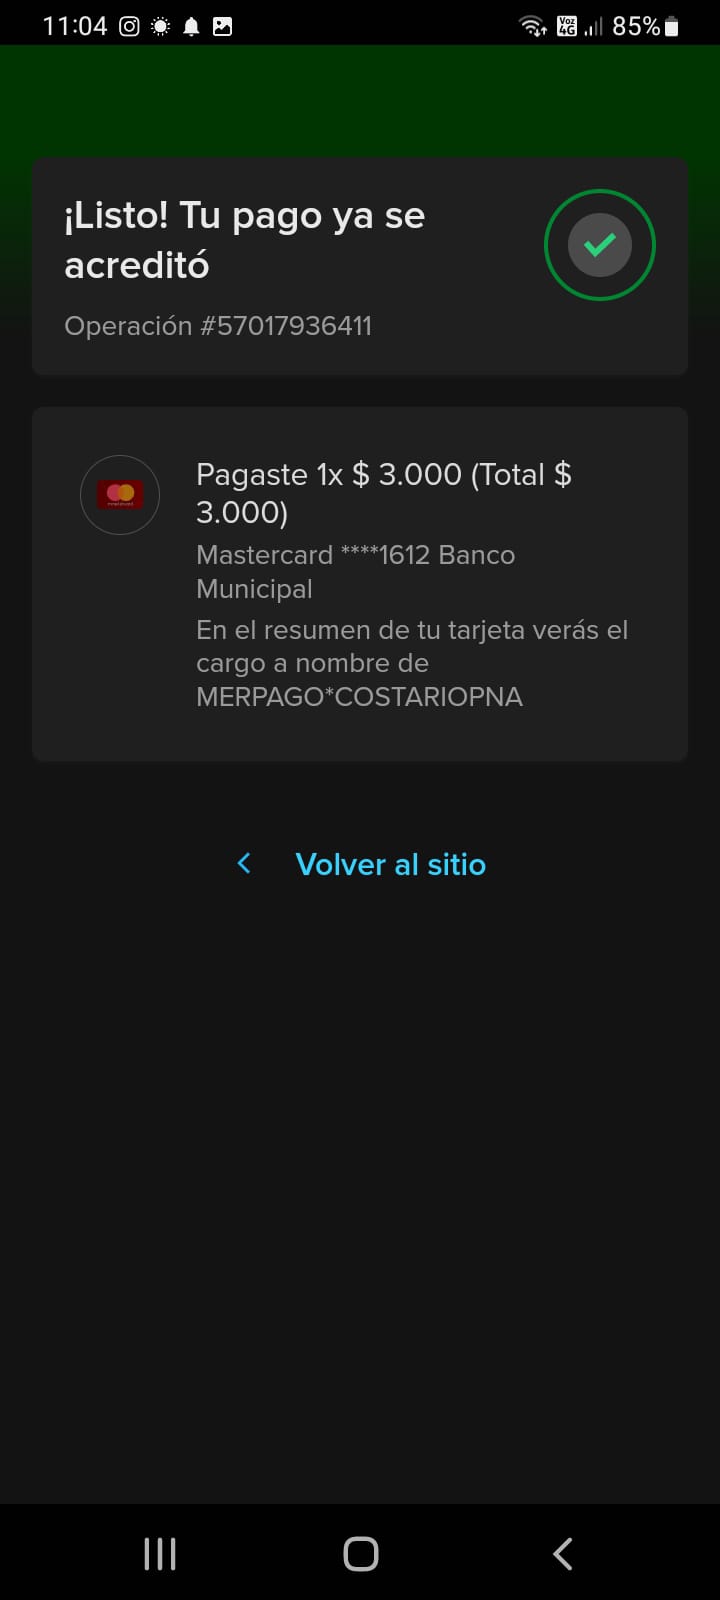 11:04
Voz
4G
85%
¡Listo! Tu pago ya se
acreditó
Operación #57017936411
Pagaste 1x $ 3.000 (Total $
3.000)
Mastercard ****1612 Banco
Municipal
En el resumen de tu tarjeta verás el
cargo a nombre de
MERPAGO*COSTARIOPNA
Volver al sitio